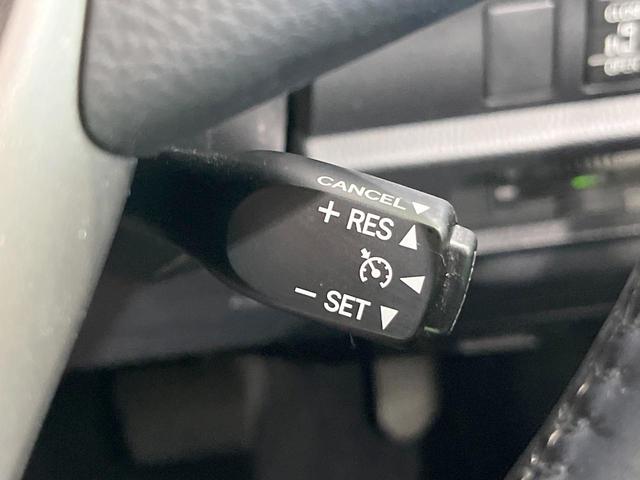 CANCEL▼
+ RES▲
◀
− SET▼